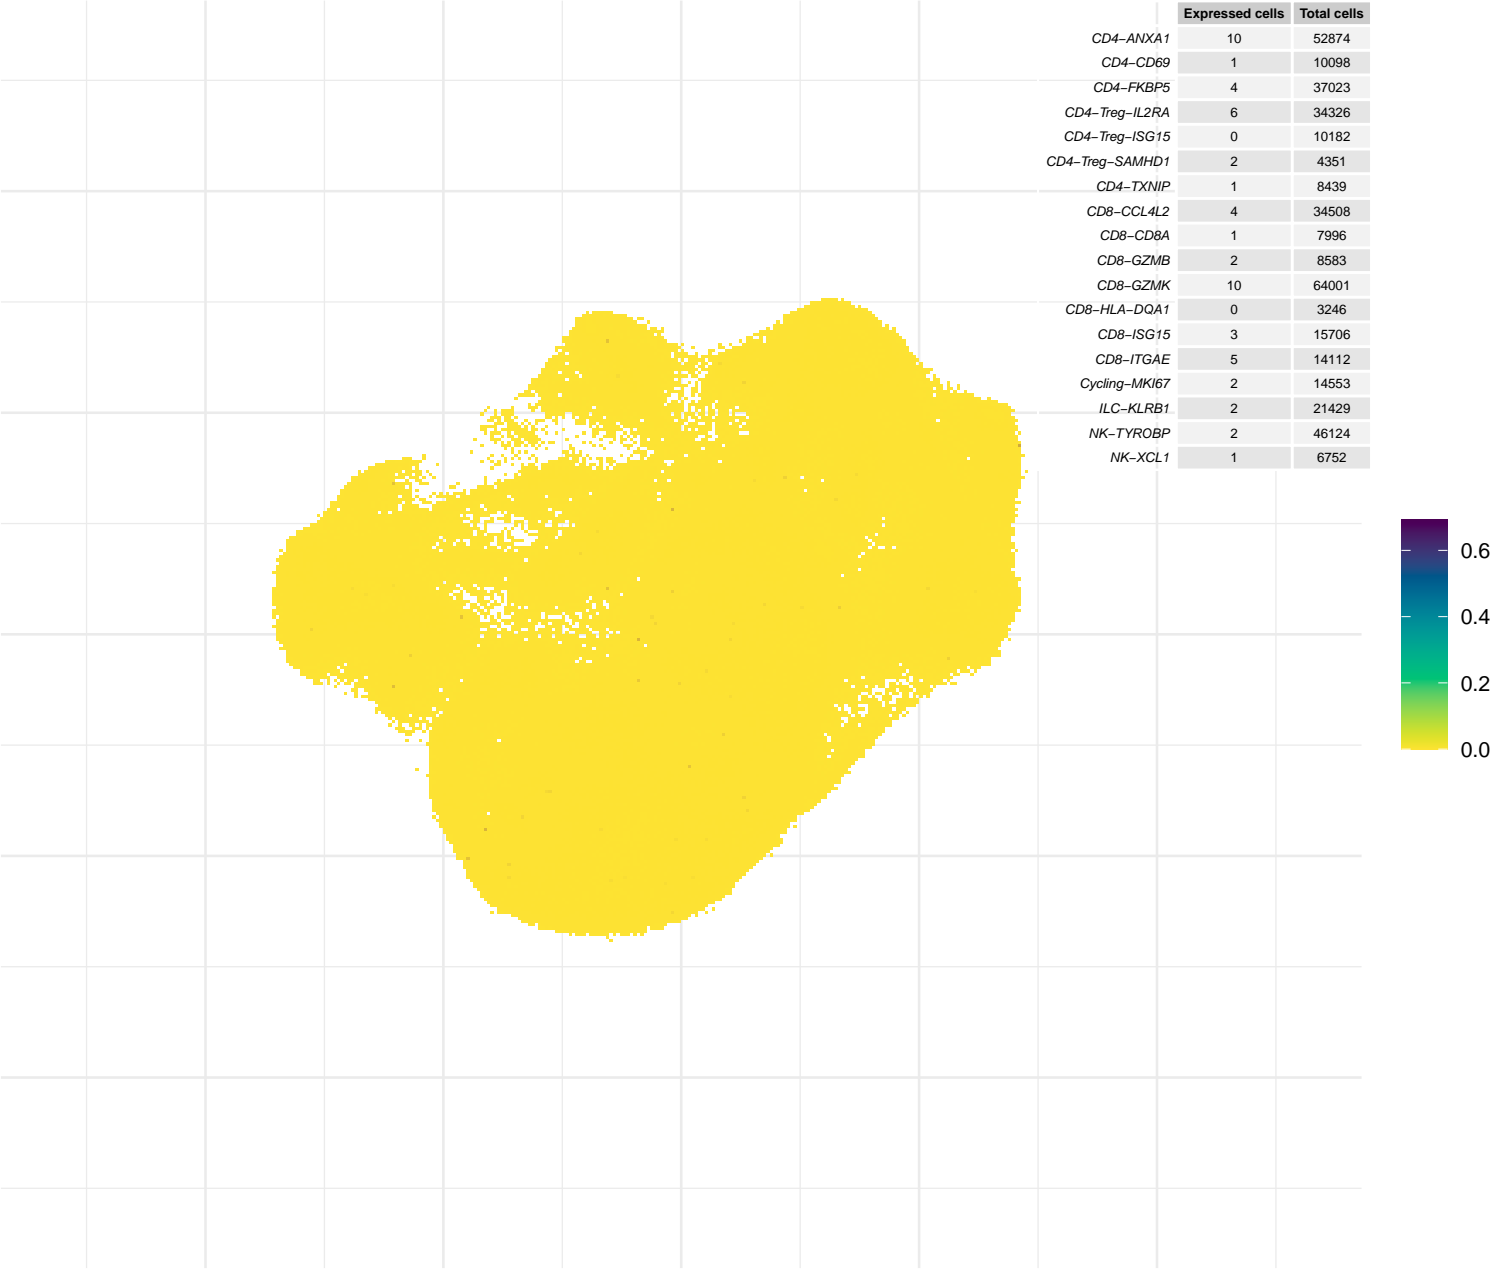 Expressed cells Total cells
CD4−ANXA1 10 52874
CD4−CD69 1 10098
CD4−FKBP5 4 37023
CD4−Treg−IL2RA 6 34326
CD4−Treg−ISG15 0 10182
CD4−Treg−SAMHD1 2 4351
CD4−TXNIP 1 8439
CD8−CCL4L2 4 34508
CD8−CD8A 1 7996
CD8−GZMB 2 8583
CD8−GZMK 10 64001
CD8−HLA−DQA1 0 3246
CD8−ISG15 3 15706
CD8−ITGAE 5 14112
Cycling−MKI67 2 14553
ILC−KLRB1 2 21429
NK−TYROBP 2 46124
NK−XCL1 1 6752
0.6
0.4
0.2
0.0